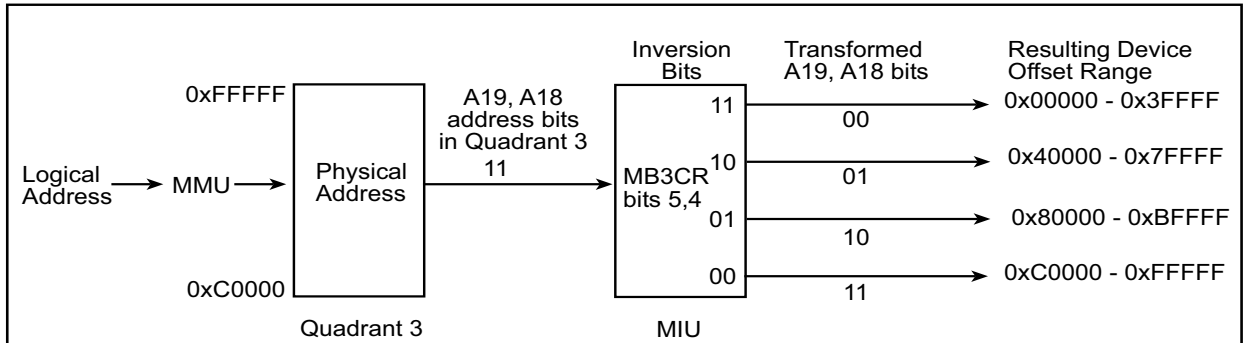 Inversion
Bits
Transformed
A19, A18 bits
Resulting Device
Offset Range
0xFFFFF
A19, A18
address bits
in Quadrant 3
11
Logical
Address
MMU
Physical
Address
MB3CR
bits 5,4
11
00
0x00000 - 0x3FFFF
10
01
0x40000 - 0x7FFFF
01
10
0x80000 - 0xBFFFF
00
11
0xC0000 - 0xFFFFF
0xC0000
Quadrant 3
MIU